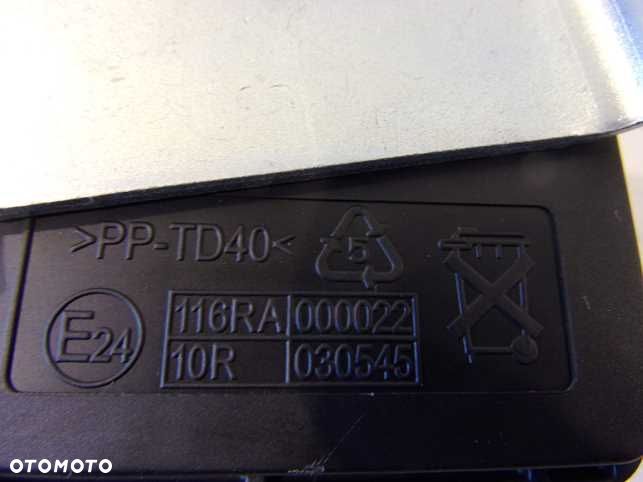 >PP-TD40<
5
E24
116RA 000022
10R 030545
OTOMOTO